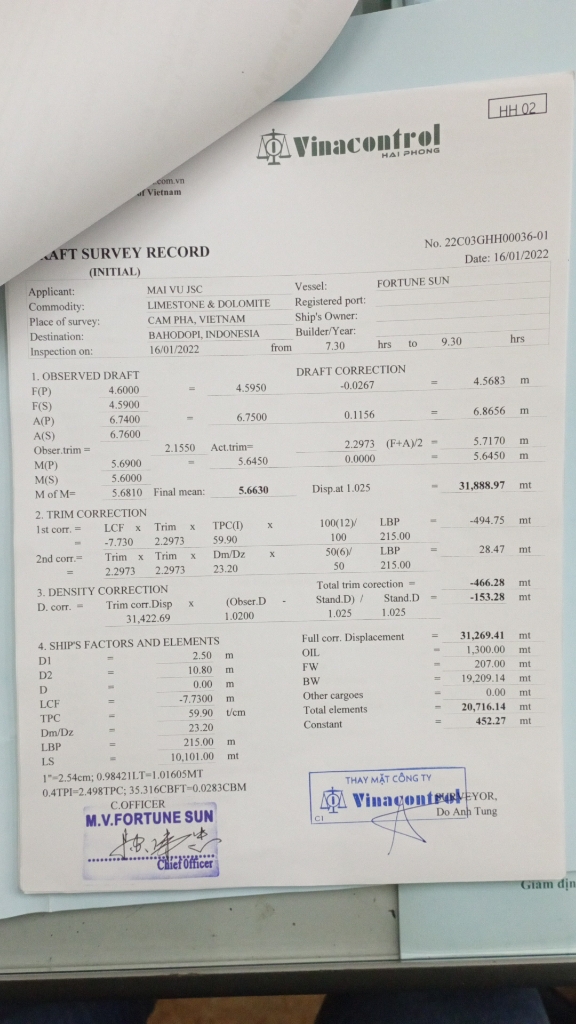 HH 02
Vinacontrol
HAI PHONG
.com.vn
of Vietnam
AFT SURVEY RECORD
(INITIAL)
No. 22C03GHH00036-01
Date: 16/01/2022
Applicant: MAI VU JSC Vessel: FORTUNE SUN
Commodity: LIMESTONE & DOLOMITE Registered port:
Place of survey: CAM PHA, VIETNAM Ship's Owner:
Destination: BAHODOPI, INDONESIA Builder/Year:
Inspection on: 16/01/2022 from 7.30 hrs to 9.30 hrs
1. OBSERVED DRAFT DRAFT CORRECTION
F(P) 4.6000 = 4.5950 -0.0267 = 4.5683 m
F(S) 4.5900
A(P) 6.7400 = 6.7500 0.1156 = 6.8656 m
A(S) 6.7600
Obser.trim = 2.1550 Act.trim= 2.2973 (F+A)/2 = 5.7170 m
M(P) 5.6900 = 5.6450 0.0000 = 5.6450 m
M(S) 5.6000
M of M= 5.6810 Final mean: 5.6630 Disp.at 1.025 = 31,888.97 mt
2. TRIM CORRECTION
1st corr. = LCF x Trim x TPC(I) x 100(12)/ LBP = -494.75 mt
= -7.730 2.2973 59.90 100 215.00
2nd corr.= Trim x Trim x Dm/Dz x 50(6)/ LBP = 28.47 mt
= 2.2973 2.2973 23.20 50 215.00
Total trim corection = -466.28 mt
3. DENSITY CORRECTION
D. corr. = Trim corr.Disp x (Obser.D - Stand.D) / Stand.D = -153.28 mt
31,422.69 1.0200 1.025 1.025
4. SHIP'S FACTORS AND ELEMENTS
D1 = 2.50 m
D2 = 10.80 m
D = 0.00 m
LCF = -7.7300 m
TPC = 59.90 t/cm
Dm/Dz = 23.20
LBP = 215.00 m
LS = 10,101.00 mt
Full corr. Displacement = 31,269.41 mt
OIL = 1,300.00 mt
FW = 207.00 mt
BW = 19,209.14 mt
Other cargoes = 0.00 mt
Total elements = 20,716.14 mt
Constant = 452.27 mt
1"=2.54cm; 0.98421LT=1.01605MT
0.4TPI=2.498TPC; 35.316CBFT=0.0283CBM
C.OFFICER
M.V.FORTUNE SUN
Chief Officer
THAY MẶT CÔNG TY
Vinacontrol
CI
SURVEYOR,
Do Anh Tung
Giám địn